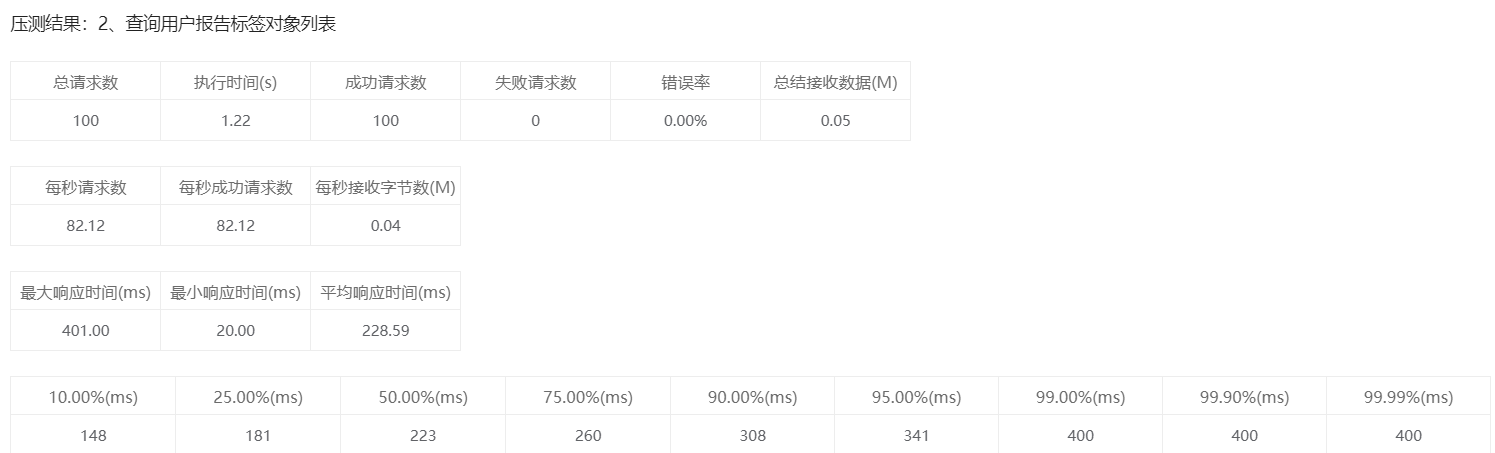 压测结果：2、查询用户报告标签对象列表
总请求数 执行时间(s) 成功请求数 失败请求数 错误率 总结接收数据(M)
100 1.22 100 0 0.00% 0.05
每秒请求数 每秒成功请求数 每秒接收字节数(M)
82.12 82.12 0.04
最大响应时间(ms) 最小响应时间(ms) 平均响应时间(ms)
401.00 20.00 228.59
10.00%(ms) 25.00%(ms) 50.00%(ms) 75.00%(ms) 90.00%(ms) 95.00%(ms) 99.00%(ms) 99.90%(ms) 99.99%(ms)
148 181 223 260 308 341 400 400 400